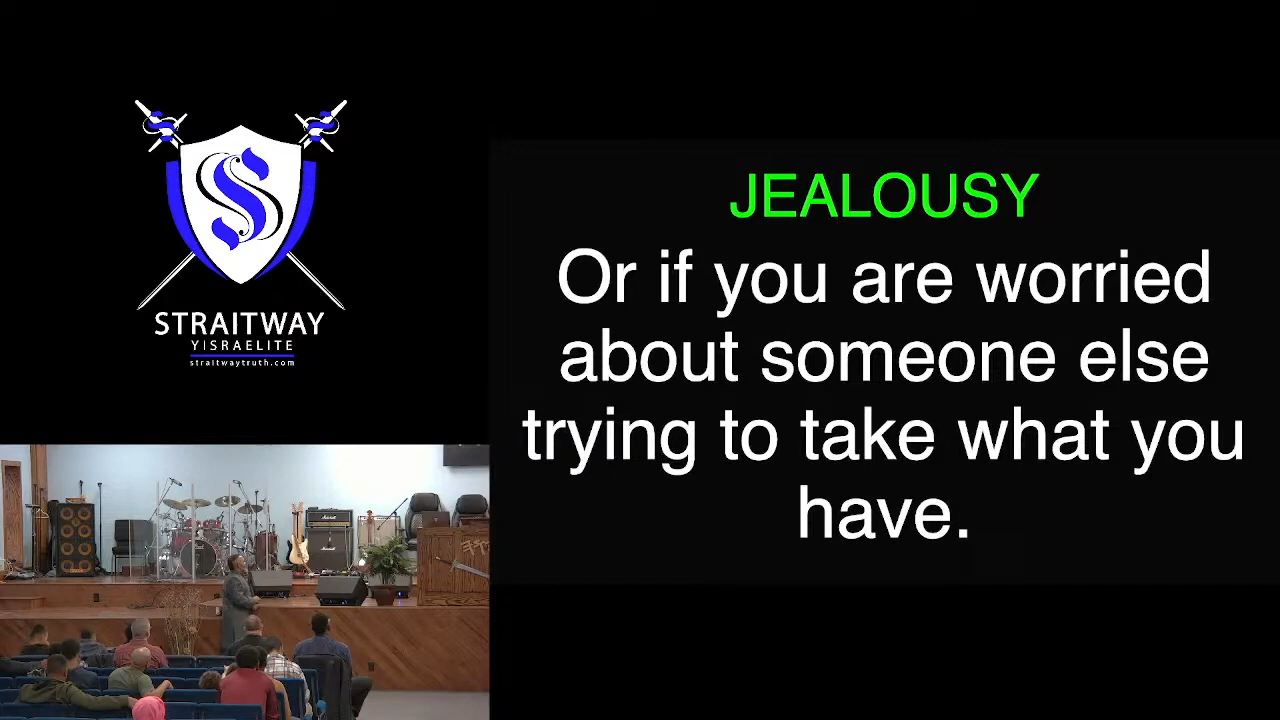 STRAITWAY
YISRAELITE
straitwaytruth.com
JEALOUSY
Or if you are worried
about someone else
trying to take what you
have.